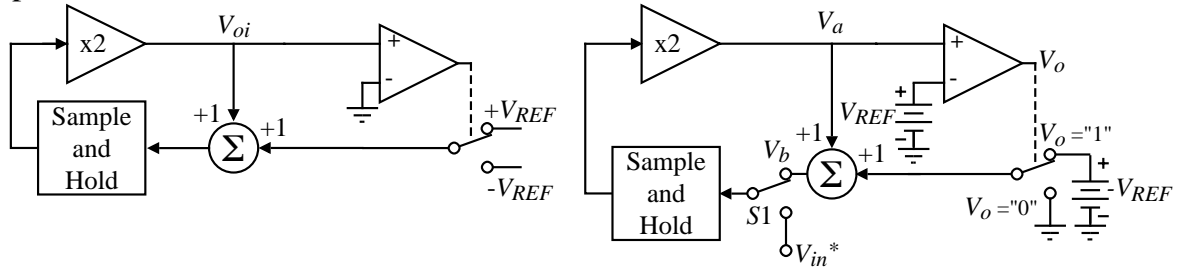 x2
V_oi
+
-
+1
+1
Σ
+V_REF
-V_REF
Sample
and
Hold
x2
V_a
+
-
V_o
+
V_REF
-
+1
+1
Σ
V_b
S1
V_in*
Sample
and
Hold
V_o ="1"
V_o ="0"
+
-V_REF
-